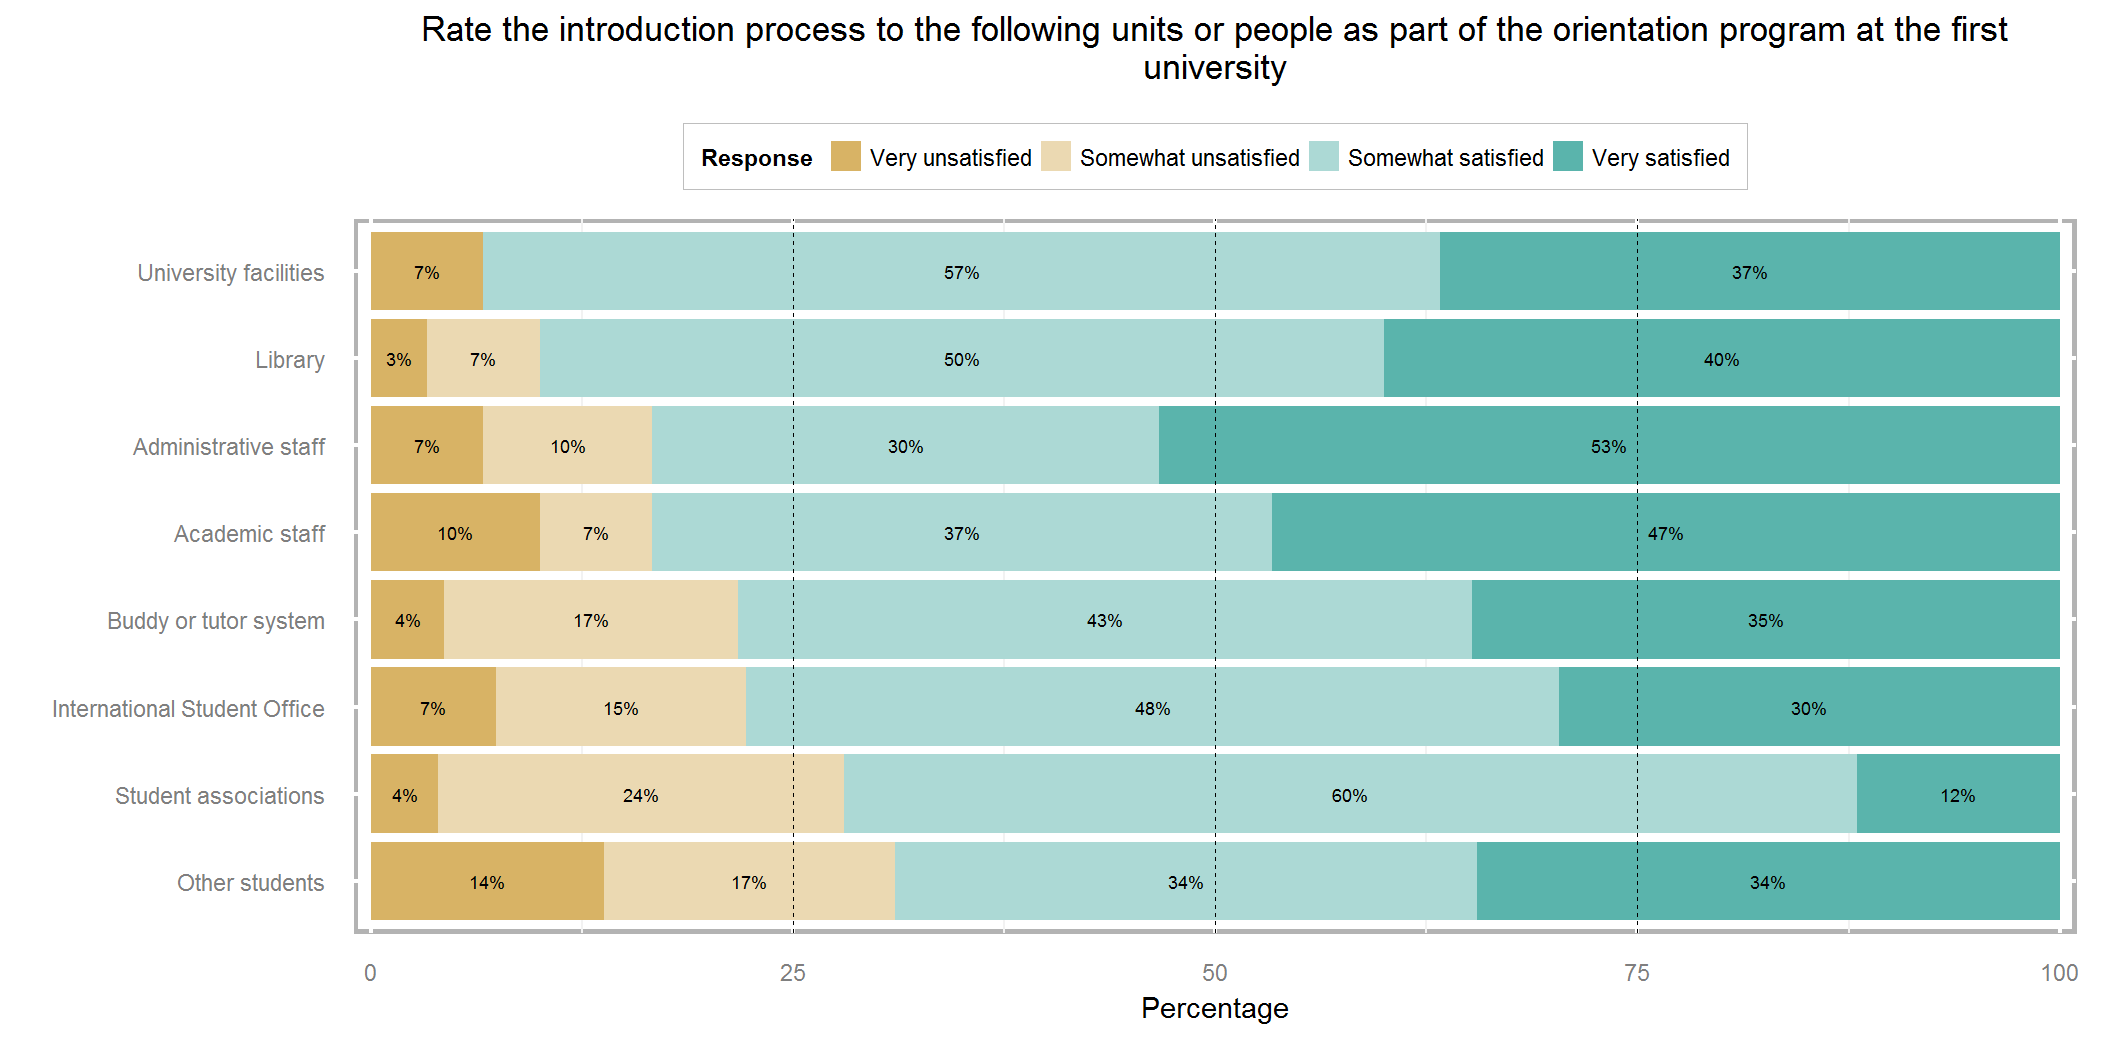 Rate the introduction process to the following units or people as part of the orientation program at the first
university
Response Very unsatisfied Somewhat unsatisfied Somewhat satisfied Very satisfied
University facilities 7% 57% 37%
Library 3% 7% 50% 40%
Administrative staff 7% 10% 30% 53%
Academic staff 10% 7% 37% 47%
Buddy or tutor system 4% 17% 43% 35%
International Student Office 7% 15% 48% 30%
Student associations 4% 24% 60% 12%
Other students 14% 17% 34% 34%
0 25 50 75 100
Percentage